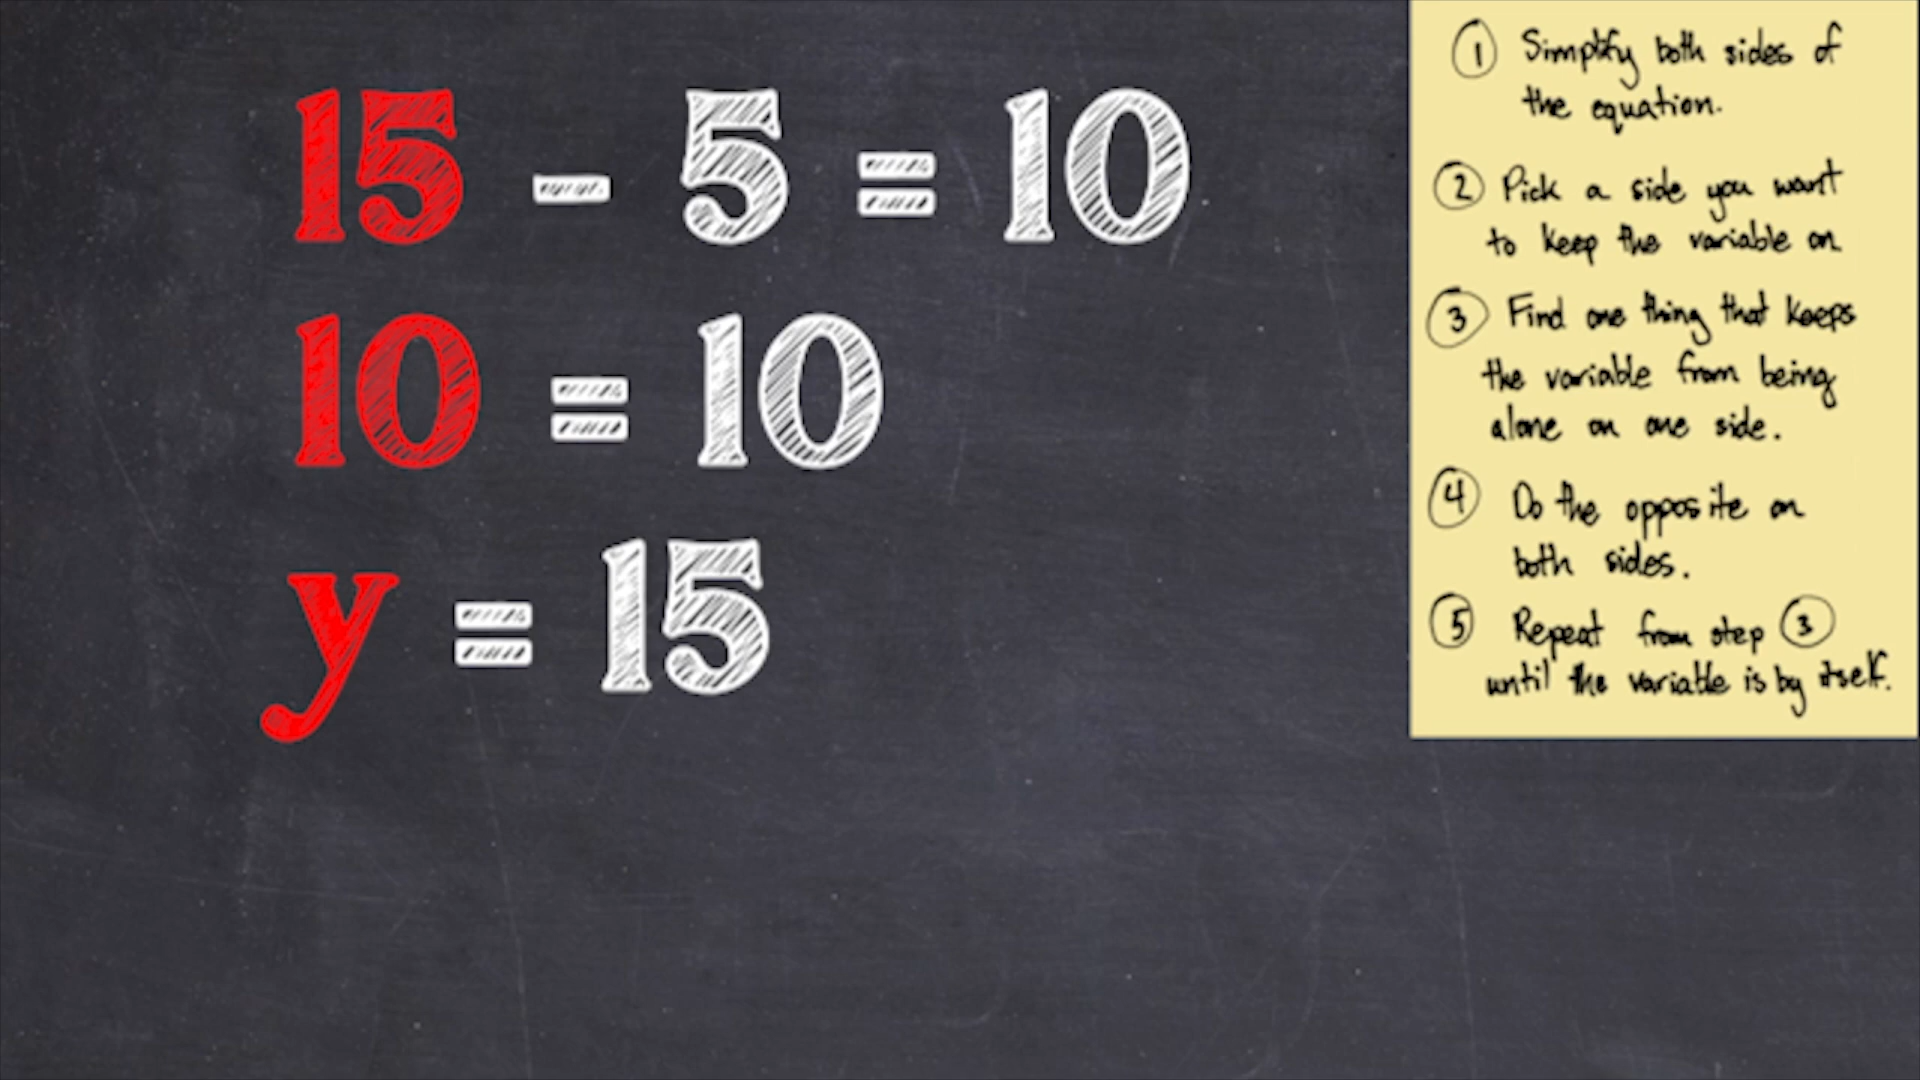 15 - 5 = 10
10 = 10
y = 15
① Simplify both sides of
the equation.
② Pick a side you want
to keep the variable on
③ Find one thing that keeps
the variable from being
alone on one side.
④ Do the opposite on
both sides.
⑤ Repeat from step ③
until the variable is by itself.